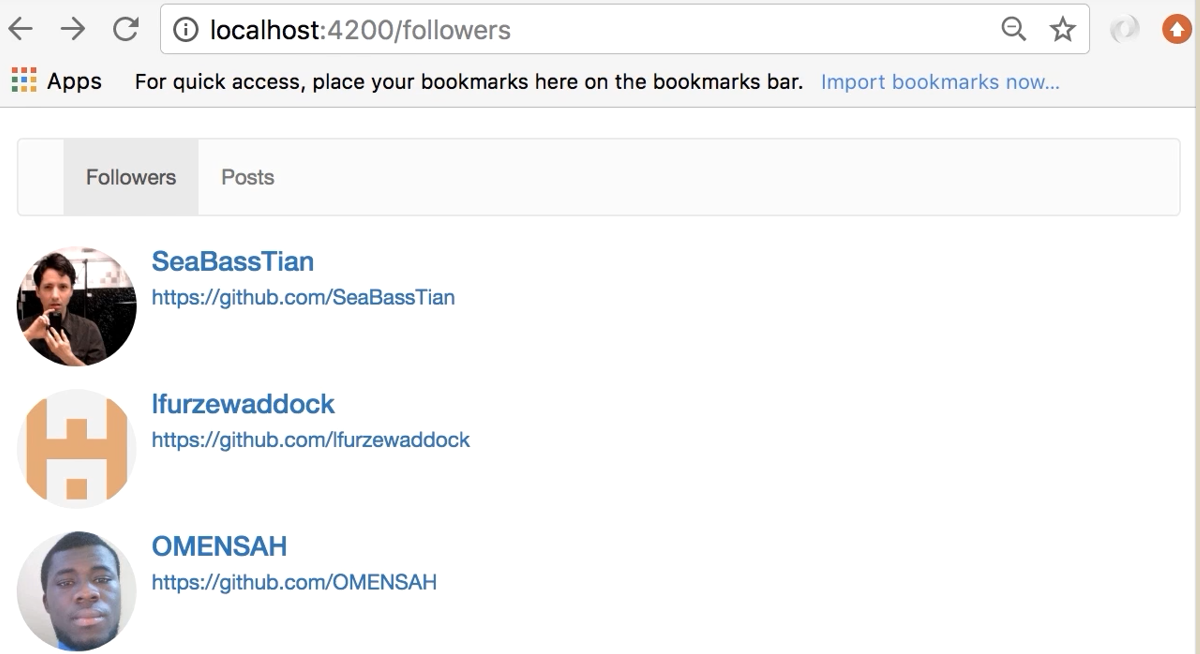 localhost:4200/followers
Apps For quick access, place your bookmarks here on the bookmarks bar. Import bookmarks now...
Followers Posts
SeaBassTian
https://github.com/SeaBassTian
lfurzewaddock
https://github.com/lfurzewaddock
OMENSAH
https://github.com/OMENSAH